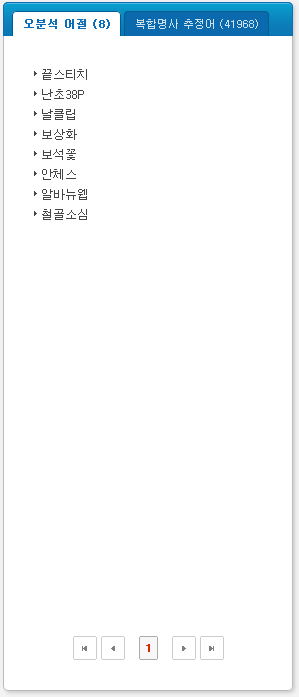 오분석 어절 (8)
복합명사 추정어 (41968)
끝스티치
난초38P
날클립
보상화
보석꽃
안체스
알바뉴웹
철골소심
1